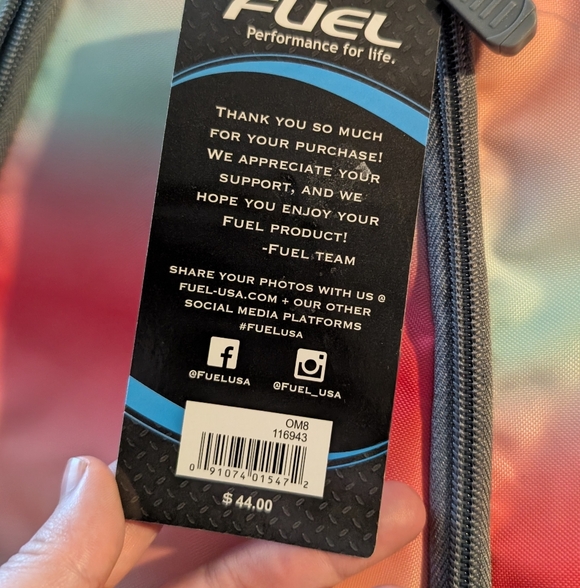 FUEL
Performance for life.
THANK YOU SO MUCH
FOR YOUR PURCHASE!
WE APPRECIATE YOUR
SUPPORT, AND WE
HOPE YOU ENJOY YOUR
FUEL PRODUCT!
-FUEL TEAM
SHARE YOUR PHOTOS WITH US @
FUEL-USA.COM + OUR OTHER
SOCIAL MEDIA PLATFORMS
#FUELUSA
@FUELUSA @FUEL_USA
OM8
116943
0 91074 01547 2
$ 44.00